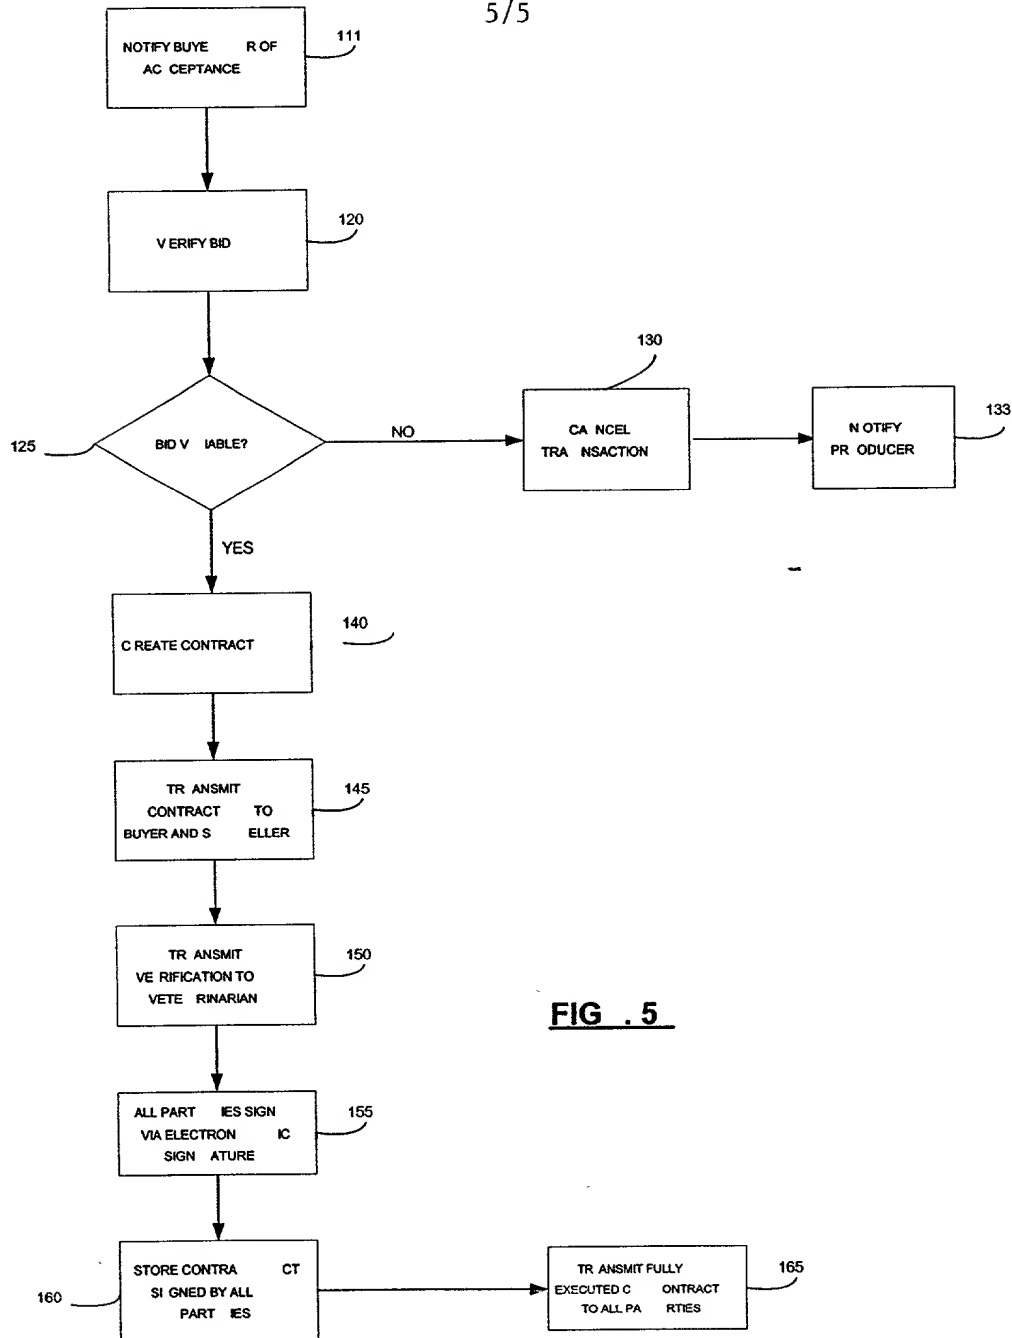 5/5
NOTIFY BUYE R OF
AC CEPTANCE
111
V ERIFY BID
120
BID V IABLE?
125
NO
CA NCEL
TRA NSACTION
130
N OTIFY
PR ODUCER
133
YES
C REATE CONTRACT
140
TR ANSMIT
CONTRACT TO
BUYER AND S ELLER
145
TR ANSMIT
VE RIFICATION TO
VETE RINARIAN
150
FIG . 5
ALL PART IES SIGN
VIA ELECTRON IC
SIGN ATURE
155
STORE CONTRA CT
SI GNED BY ALL
PART IES
160
TR ANSMIT FULLY
EXECUTED C ONTRACT
TO ALL PA RTIES
165